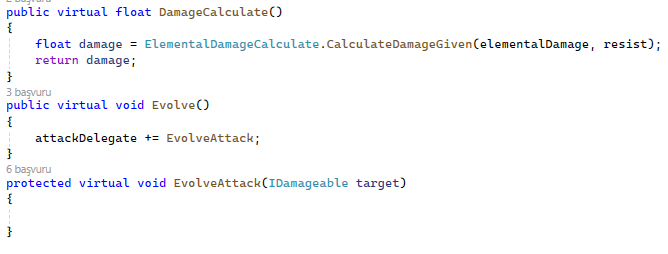 public virtual float DamageCalculate()
{
float damage = ElementalDamageCalculate.CalculateDamageGiven(elementalDamage, resist);
return damage;
}
3 başvuru
public virtual void Evolve()
{
attackDelegate += EvolveAttack;
}
6 başvuru
protected virtual void EvolveAttack(IDamageable target)
{
}